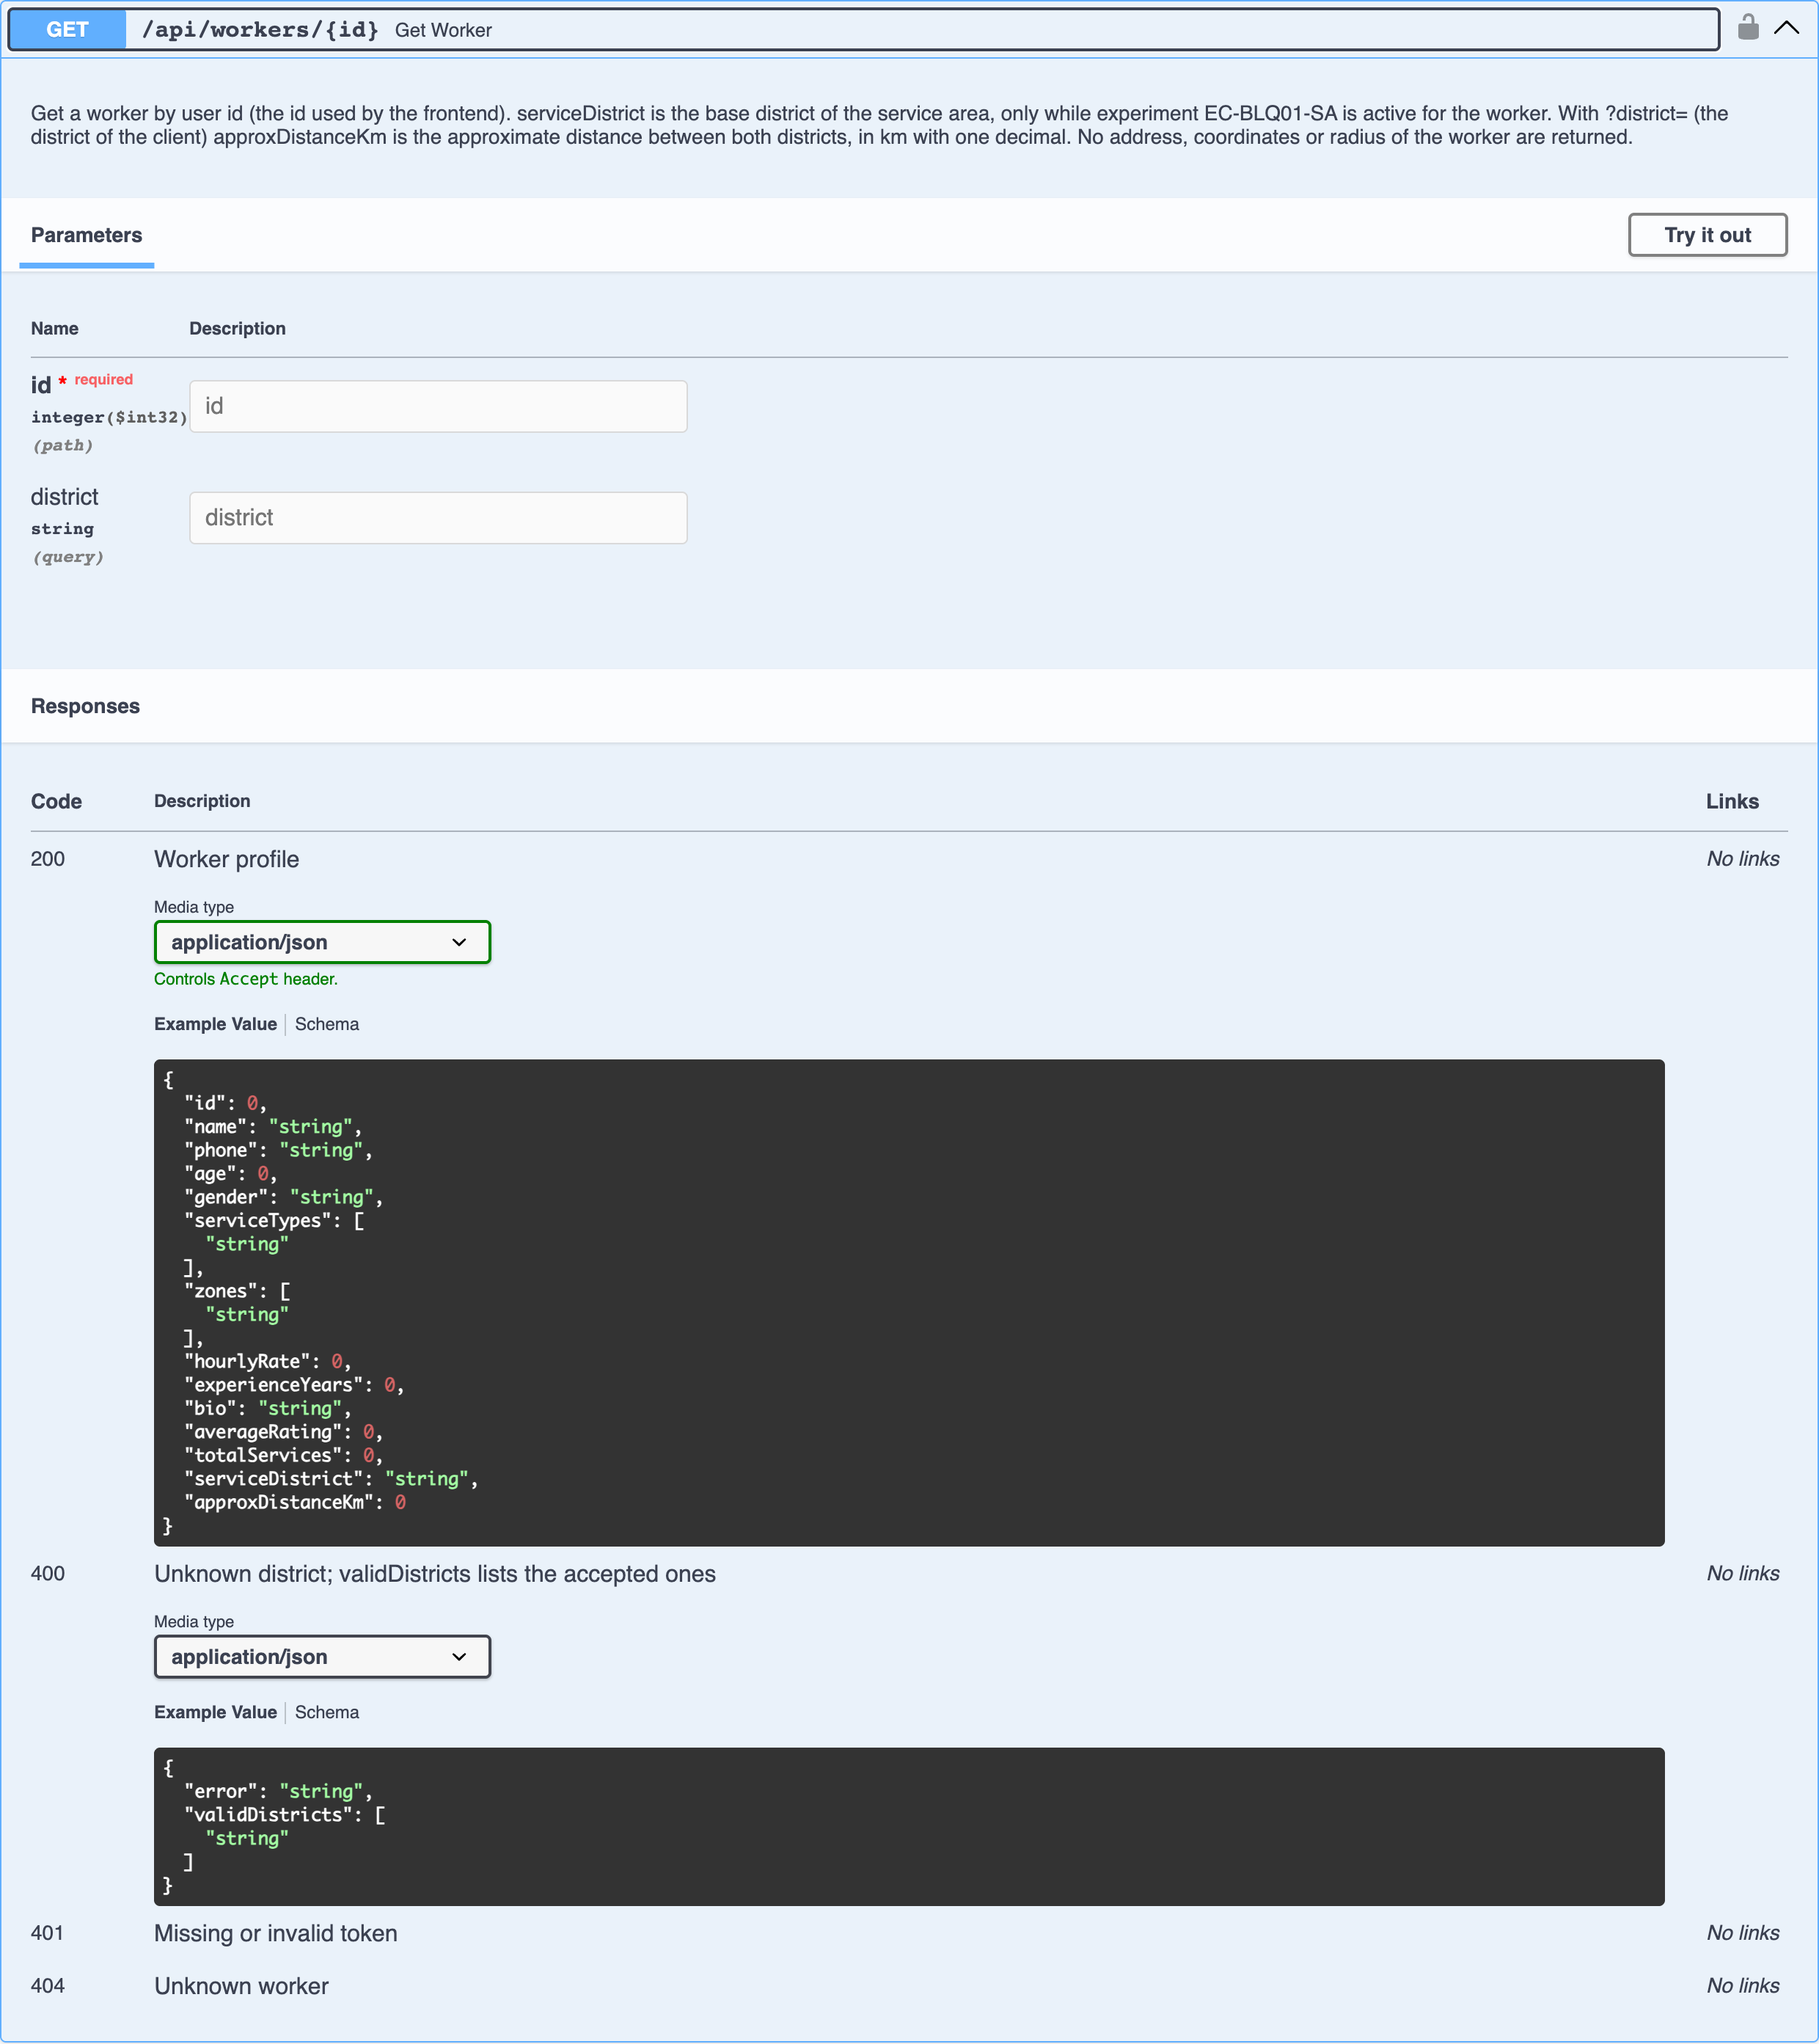 GET /api/workers/{id} Get Worker
Get a worker by user id (the id used by the frontend). serviceDistrict is the base district of the service area, only while experiment EC-BLQ01-SA is active for the worker. With ?district= (the
district of the client) approxDistanceKm is the approximate distance between both districts, in km with one decimal. No address, coordinates or radius of the worker are returned.
Parameters
Try it out
Name Description
id * required
integer($int32)
(path)
id
district
string
(query)
district
Responses
Code Description Links
200 Worker profile No links
Media type
application/json
Controls Accept header.
Example Value Schema
{
  "id": 0,
  "name": "string",
  "phone": "string",
  "age": 0,
  "gender": "string",
  "serviceTypes": [
    "string"
  ],
  "zones": [
    "string"
  ],
  "hourlyRate": 0,
  "experienceYears": 0,
  "bio": "string",
  "averageRating": 0,
  "totalServices": 0,
  "serviceDistrict": "string",
  "approxDistanceKm": 0
}
400 Unknown district; validDistricts lists the accepted ones No links
Media type
application/json
Example Value Schema
{
  "error": "string",
  "validDistricts": [
    "string"
  ]
}
401 Missing or invalid token No links
404 Unknown worker No links